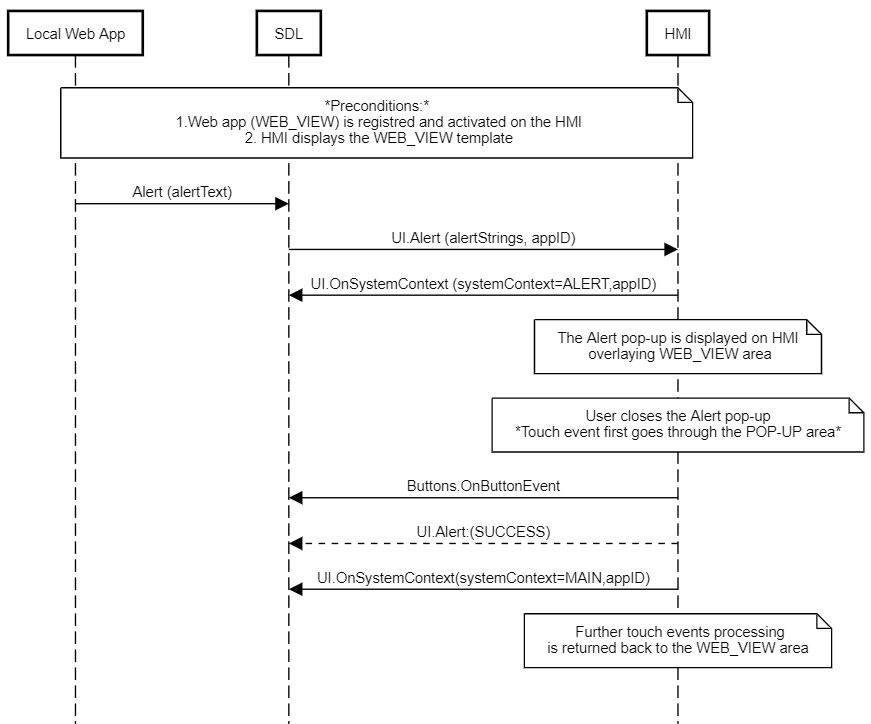 Local Web App
SDL
HMI
*Preconditions:*
1.Web app (WEB_VIEW) is registred and activated on the HMI
2. HMI displays the WEB_VIEW template
Alert (alertText)
UI.Alert (alertStrings, appID)
UI.OnSystemContext (systemContext=ALERT,appID)
The Alert pop-up is displayed on HMI
overlaying WEB_VIEW area
User closes the Alert pop-up
*Touch event first goes through the POP-UP area*
Buttons.OnButtonEvent
UI.Alert:(SUCCESS)
UI.OnSystemContext(systemContext=MAIN,appID)
Further touch events processing
is returned back to the WEB_VIEW area